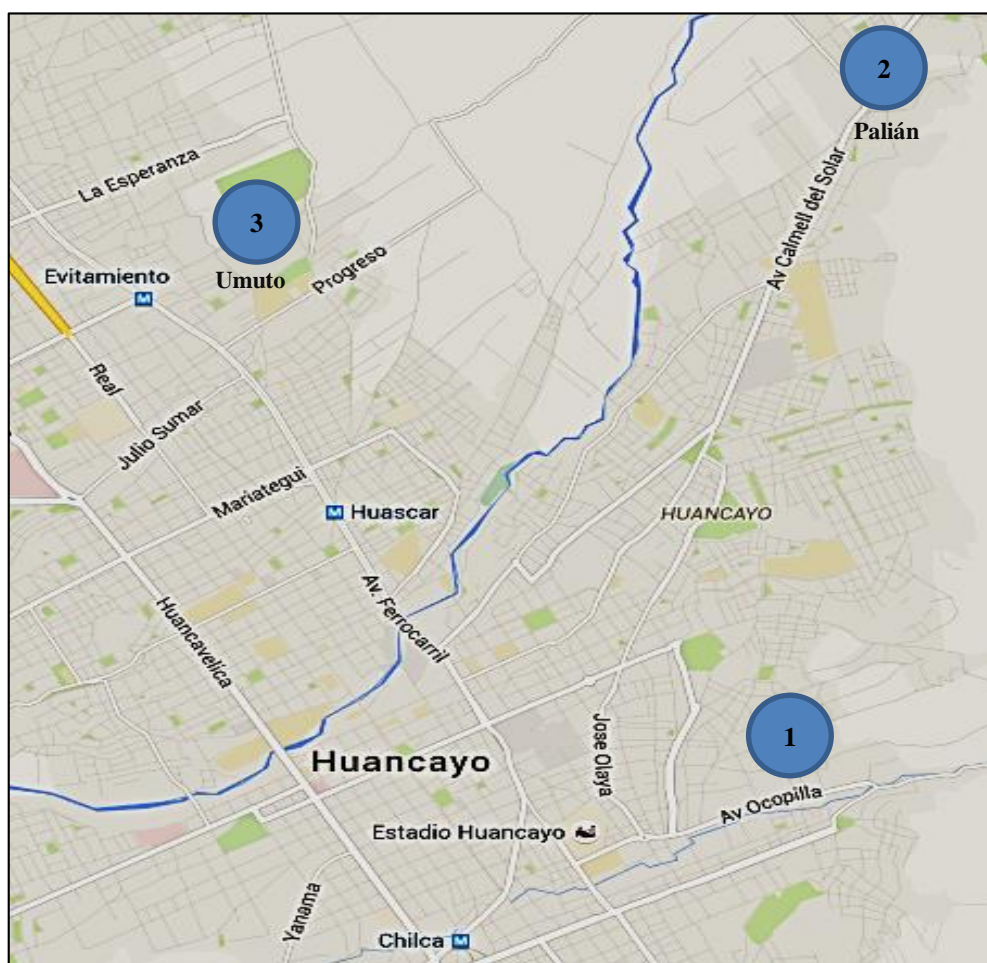 2
Palián
La Esperanza
Av Calmell del Solar
3
Umuto
Progreso
Evitamiento
M
Real
Julio Sumar
Mariategui
M Huascar
HUANCAYO
Av. Ferrocarril
Huancavelica
1
Jose Olaya
Huancayo
Av Ocopilla
Estadio Huancayo
Yanama
Chilca M